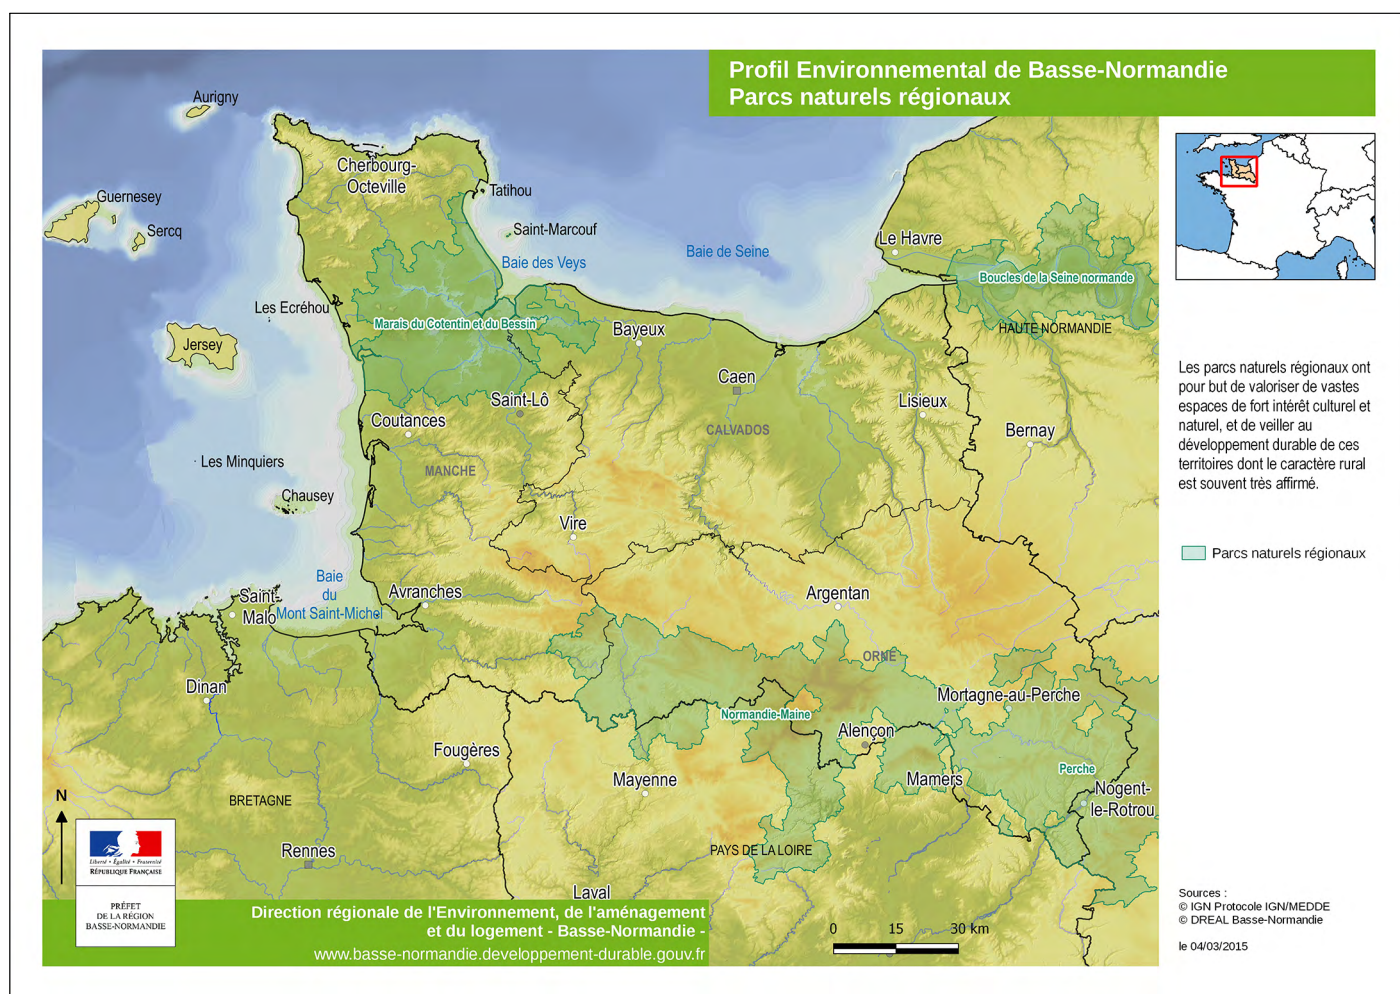 Profil Environnemental de Basse-Normandie
Parcs naturels régionaux
Aurigny
Cherbourg-
Octeville
Tatihou
Guernesey
Sercq
Saint-Marcouf
Baie des Veys
Baie de Seine
Le Havre
Boucles de la Seine normande
Les Ecréhou
Marais du Cotentin et du Bessin
Bayeux
HAUTE NORMANDIE
Jersey
Caen
Saint-Lô
Lisieux
Coutances
CALVADOS
Bernay
Les Minquiers
MANCHE
Chausey
Vire
Baie
du
Mont Saint-Michel
Saint-
Malo
Avranches
Argentan
ORNE
Dinan
Mortagne-au-Perche
Normandie-Maine
Alençon
Fougères
Mayenne
Mamers
Perche
Nogent-
le-Rotrou
BRETAGNE
Rennes
PAYS DE LA LOIRE
Laval
N
Liberté • Égalité • Fraternité
RÉPUBLIQUE FRANÇAISE
PRÉFET
DE LA RÉGION
BASSE-NORMANDIE
Direction régionale de l'Environnement, de l'aménagement
et du logement - Basse-Normandie -
www.basse-normandie.developpement-durable.gouv.fr
0 15 30 km
Les parcs naturels régionaux ont
pour but de valoriser de vastes
espaces de fort intérêt culturel et
naturel, et de veiller au
développement durable de ces
territoires dont le caractère rural
est souvent très affirmé.
Parcs naturels régionaux
Sources :
© IGN Protocole IGN/MEDDE
© DREAL Basse-Normandie
le 04/03/2015